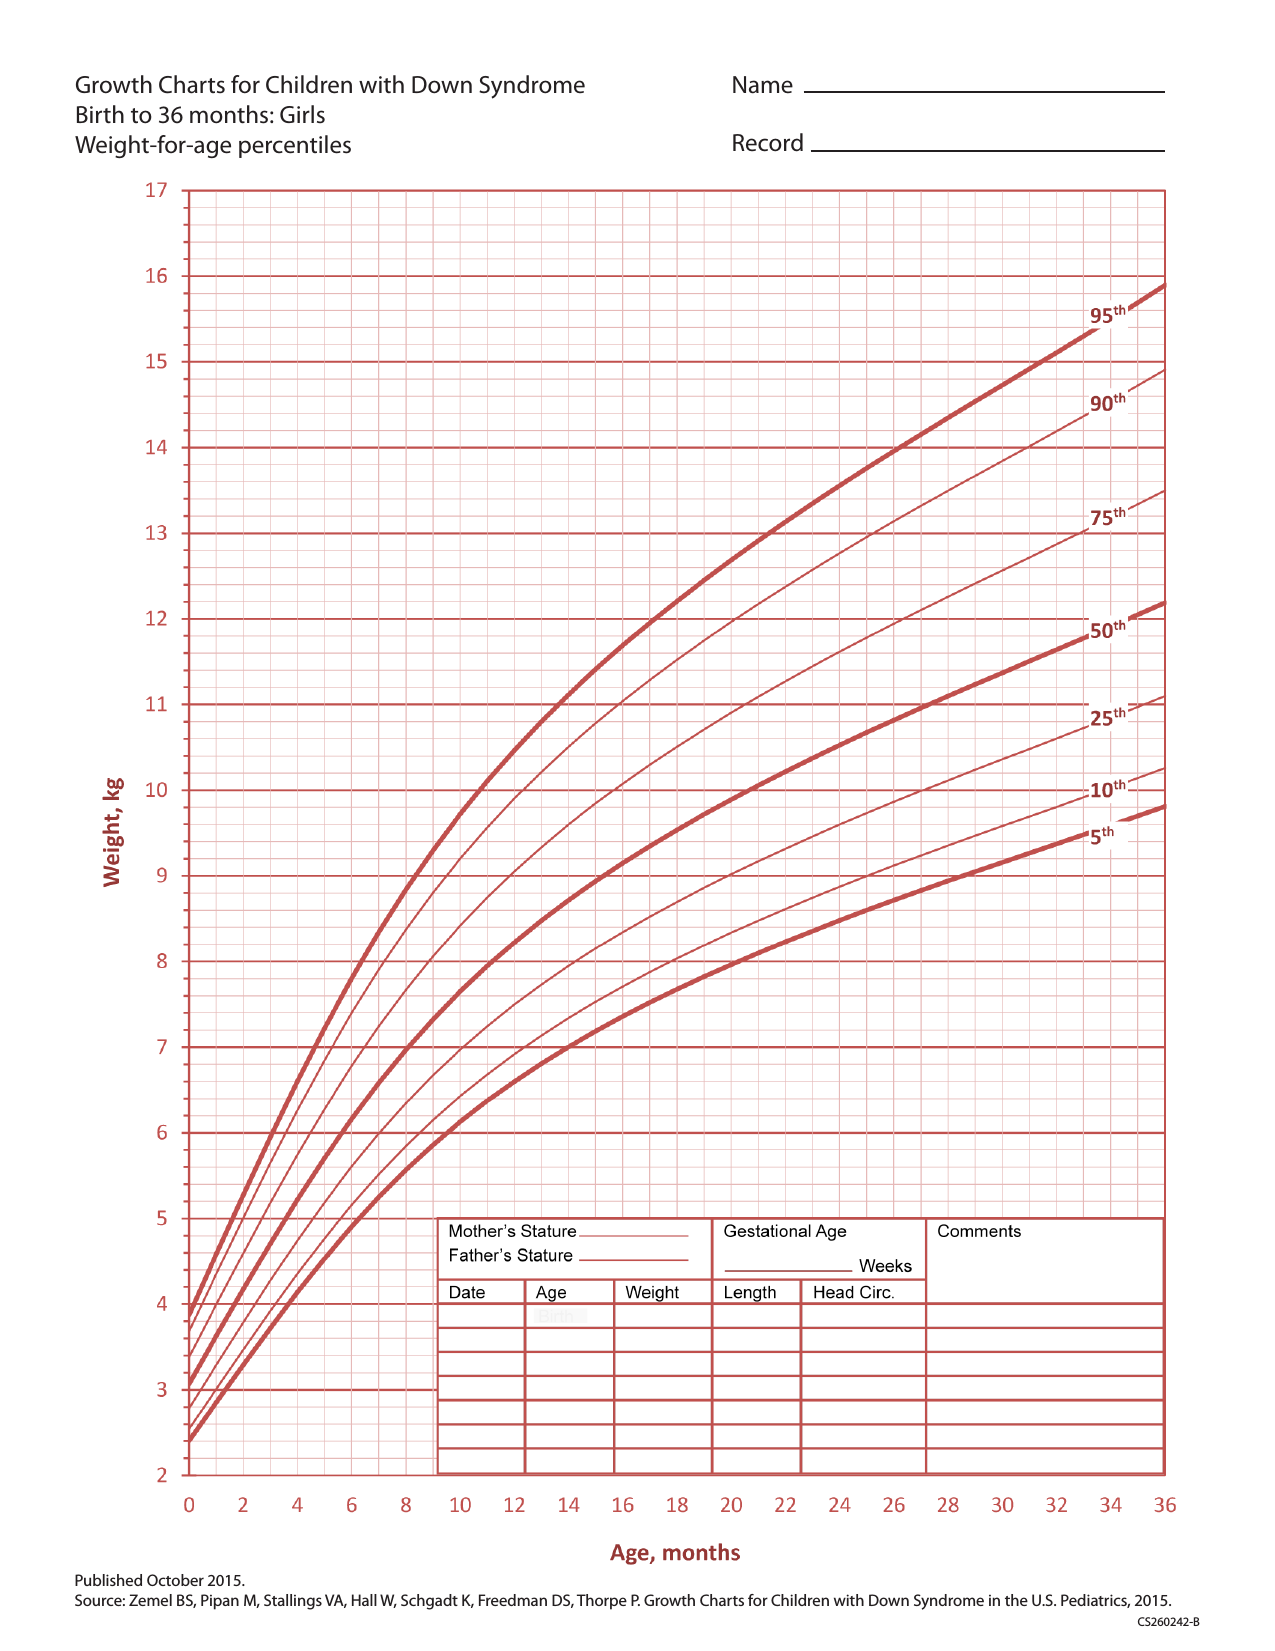 Growth Charts for Children with Down Syndrome
Birth to 36 months: Girls
Weight-for-age percentiles
Name
Record
17
16
15
14
13
12
11
10
9
8
7
6
5
4
3
2
Weight, kg
95th
90th
75th
50th
25th
10th
5th
Mother's Stature
Father's Stature
Gestational Age
Weeks
Comments
Date Age Weight Length Head Circ.
0 2 4 6 8 10 12 14 16 18 20 22 24 26 28 30 32 34 36
Age, months
Published October 2015.
Source: Zemel BS, Pipan M, Stallings VA, Hall W, Schgadt K, Freedman DS, Thorpe P. Growth Charts for Children with Down Syndrome in the U.S. Pediatrics, 2015.
CS260242-B